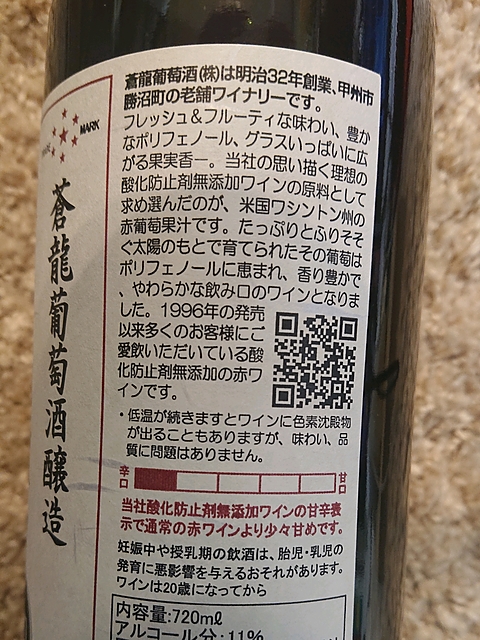 MARK
蒼龍葡萄酒醸造
蒼龍葡萄酒(株)は明治32年創業、甲州市
勝沼町の老舗ワイナリーです。
フレッシュ＆フルーティな味わい、豊か
なポリフェノール、グラスいっぱいに広
がる果実香―。当社の思い描く理想の
酸化防止剤無添加ワインの原料として
求め選んだのが、米国ワシントン州の
赤葡萄果汁です。たっぷりとふりそそ
ぐ太陽のもとで育てられたその葡萄は
ポリフェノールに恵まれ、香り豊かで
、やわらかな飲み口のワインとなりま
した。1996年の発売
以来多くのお客様にご
愛飲いただいている酸
化防止剤無添加の赤ワ
インです。
・低温が続きますとワインに色素沈殿物
が出ることもありますが、味わい、品
質に問題はありません。
辛口 甘口
当社酸化防止剤無添加ワインの甘辛表
示で通常の赤ワインより少々甘めです。
妊娠中や授乳期の飲酒は、胎児・乳児の
発育に悪影響を与えるおそれがあります。
ワインは20歳になってから
内容量:720mℓ
アルコール分:11%